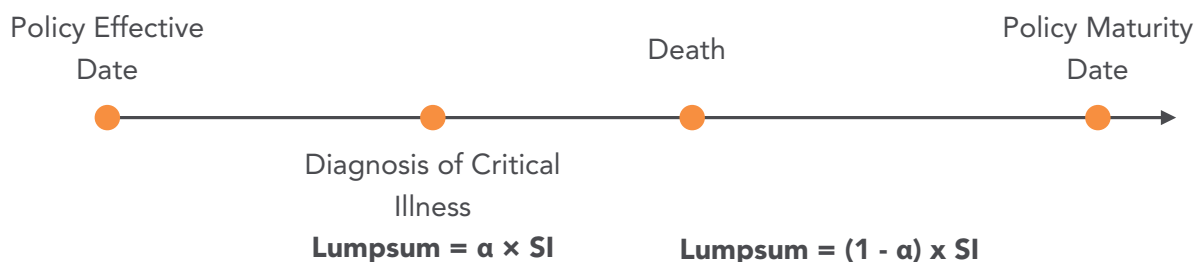 Policy Effective
Date
Death
Policy Maturity
Date
Diagnosis of Critical
Illness
Lumpsum = α × SI
Lumpsum = (1 - α) x SI